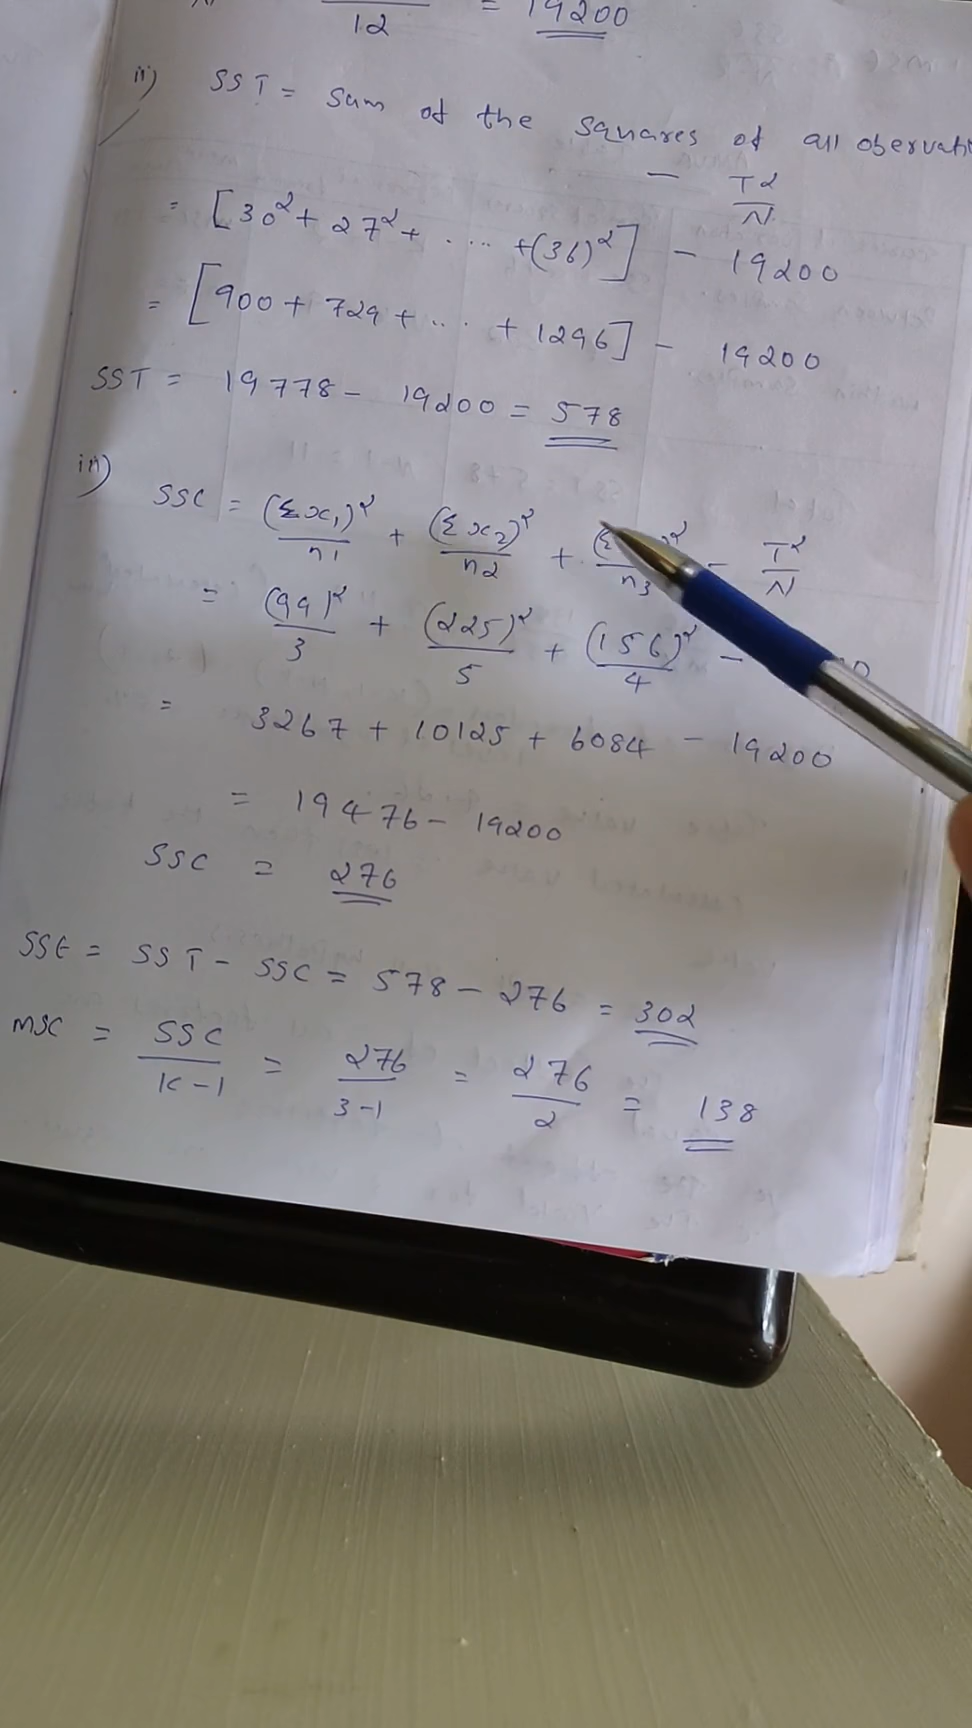 12 = 19200
ii) SST = Sum of the squares of all obervati
- T²/N
= [30² + 27² + .... + (36)²] - 19200
= [900 + 729 + .... + 1296] - 19200
SST = 19778 - 19200 = 578
iii) SSC = (Σx₁)²/n1 + (Σx₂)²/n2 + (Σ )²/n3 - T²/N
= (99)²/3 + (225)²/5 + (156)²/4 -
= 3267 + 10125 + 6084 - 19200
= 19476 - 19200
SSC = 276
SSE = SST - SSC = 578 - 276 = 302
MSC = SSC/K-1 = 276/3-1 = 276/2 = 138